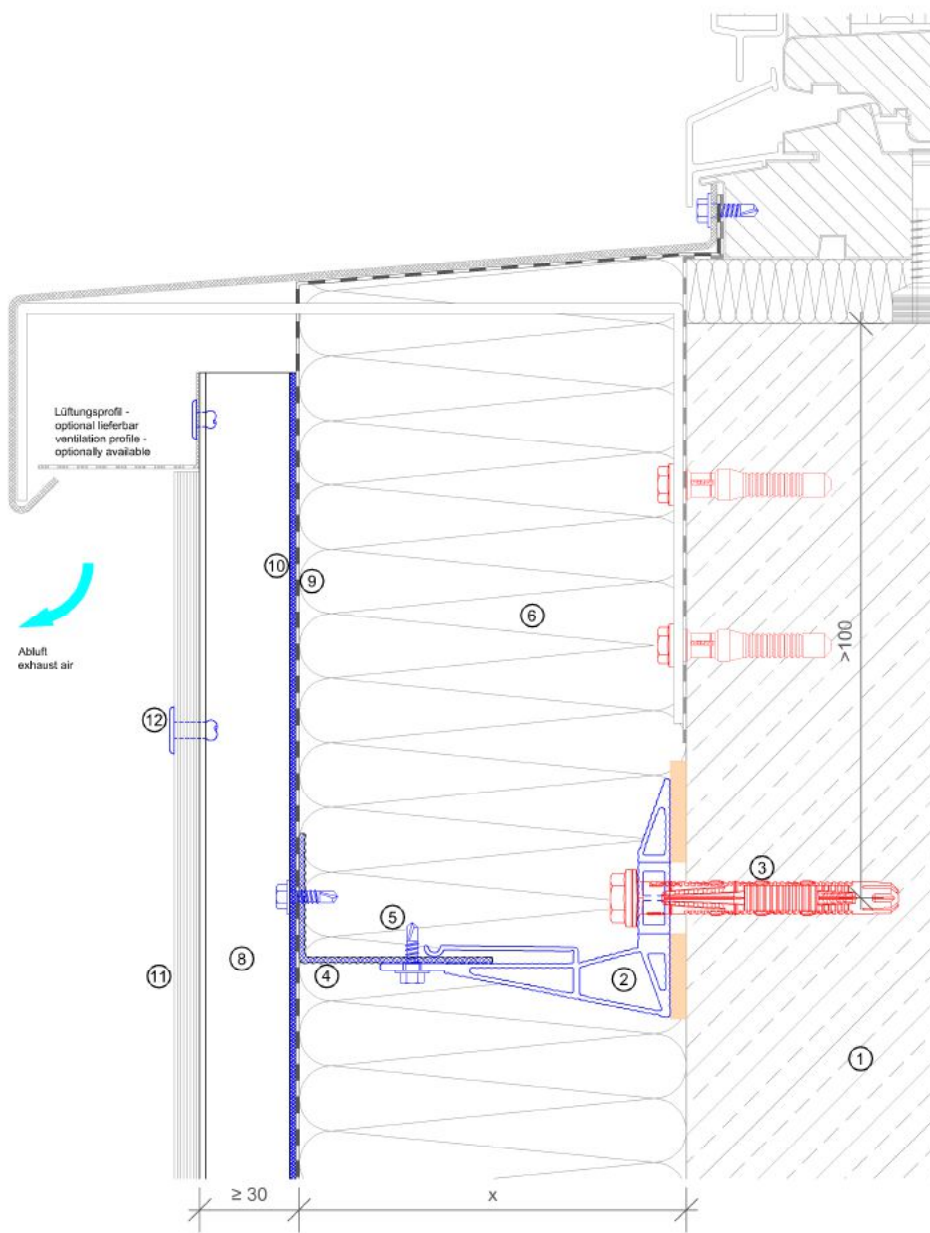 Lüftungsprofil -
optional lieferbar
ventilation profile -
optionally available
10
9
6
>100
Abluft
exhaust air
12
3
5
11
8
4
2
1
≥ 30
x